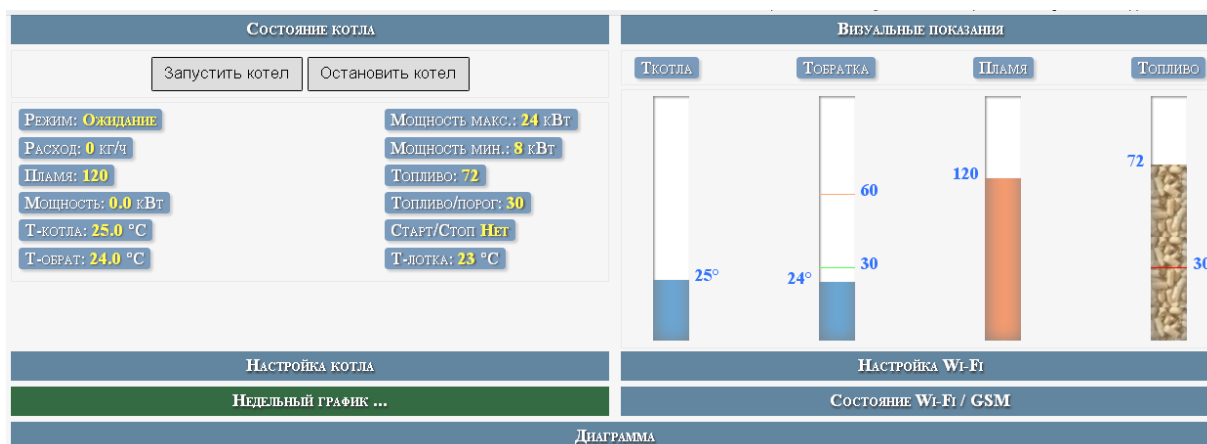 Состояние котла
Запустить котел Остановить котел
Режим: Ожидание
Расход: 0 кг/ч
Пламя: 120
Мощность: 0.0 кВт
Т-котла: 25.0 °C
Т-обрат: 24.0 °C
Мощность макс.: 24 кВт
Мощность мин.: 8 кВт
Топливо: 72
Топливо/порог: 30
Старт/Стоп Нет
Т-лотка: 23 °C
Визуальные показания
Ткотла Тобратка Пламя Топливо
25°
24° 60 30
120
72 30
Настройка котла
Настройка Wi-Fi
Недельный график ...
Состояние Wi-Fi / GSM
Диаграмма